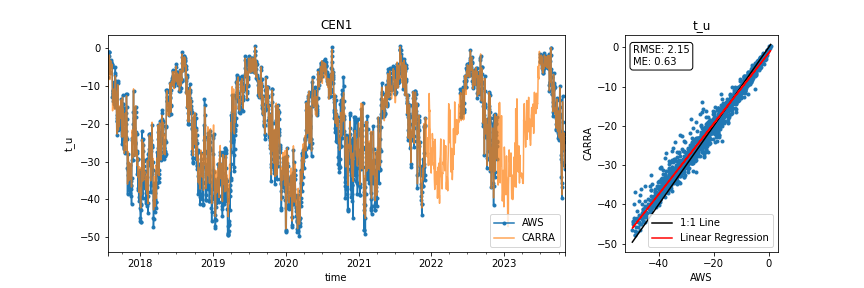 CEN1
t_u
0
−10
−20
−30
−40
−50
2018
2019
2020
2021
2022
2023
time
AWS
CARRA
t_u
CARRA
0
−10
−20
−30
−40
−50
RMSE: 2.15
ME: 0.63
1:1 Line
Linear Regression
−40
−20
0
AWS